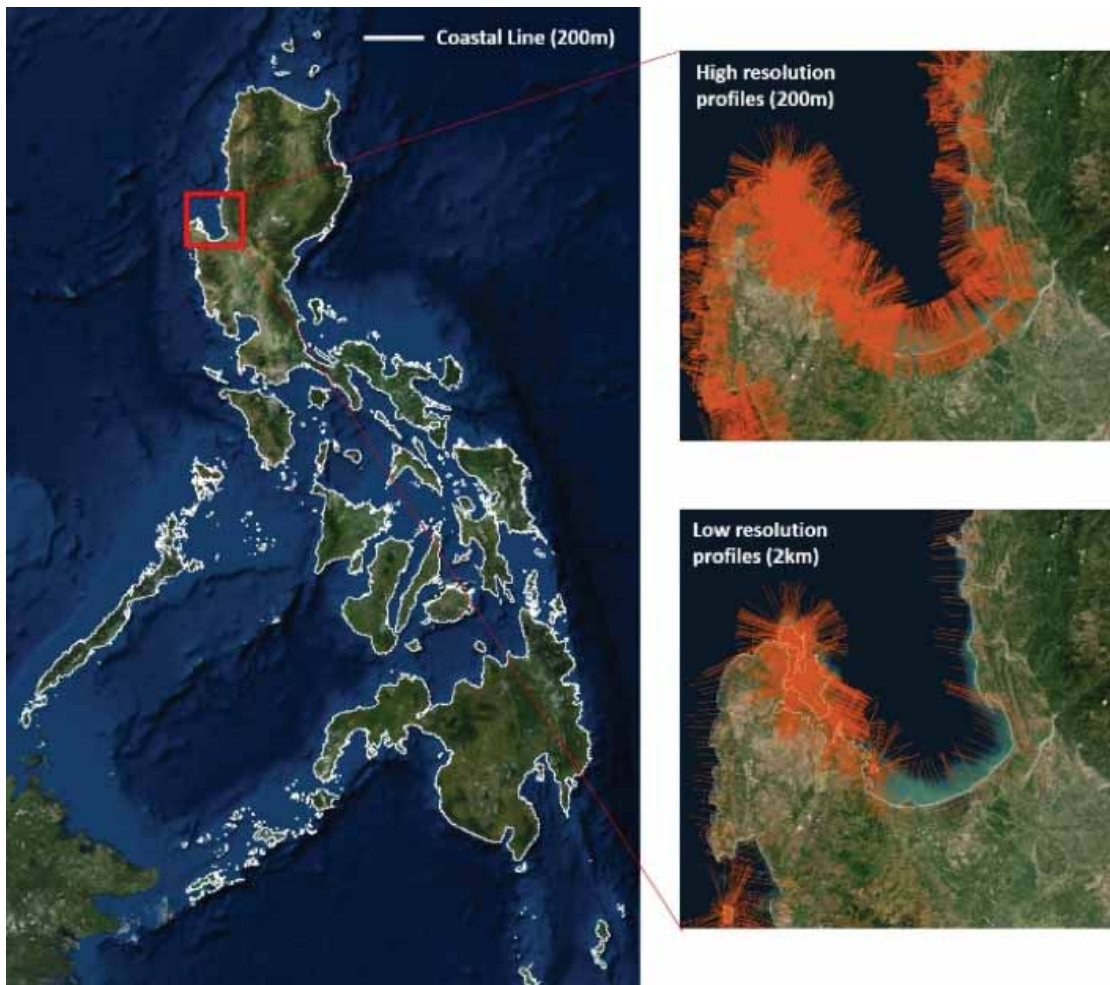 Coastal Line (200m)
High resolution
profiles (200m)
Low resolution
profiles (2km)